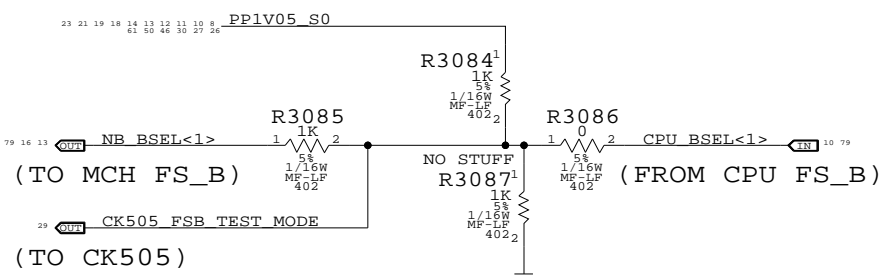 23 21 19 18 14 13 12 11 10 8 PP1V05_S0
61 50 46 30 27 26
R3084 1
1K
5%
1/16W
MF-LF
402 2
R3085
1K
R3086
0
79 16 13 OUT NB_BSEL<1> 1 2
1 2 CPU_BSEL<1> IN 10 79
5%
1/16W
MF-LF
402
NO STUFF
5%
1/16W
MF-LF
402
(TO MCH FS_B)
(FROM CPU FS_B)
R3087 1
1K
5%
1/16W
MF-LF
402 2
29 OUT CK505_FSB_TEST_MODE
(TO CK505)